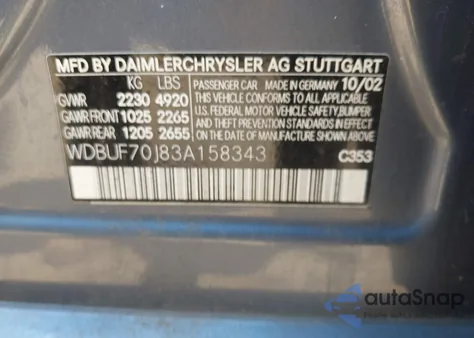 MFD BY DAIMLERCHRYSLER AG STUTTGART
KG LBS PASSENGER CAR MADE IN GERMANY 10/02
GVWR 2230 4920 THIS VEHICLE CONFORMS TO ALL
GAWR FRONT 1025 2265 FEDERAL MOTOR VEHICLE SAFETY, BUMPER,
GAWR REAR 1205 2655 AND THEFT PREVENTION STANDARDS IN EFFECT ON THE DATE OF MANUFACTURE SHOWN ABOVE
WDBUF70J83A158343 C353
autoSnap